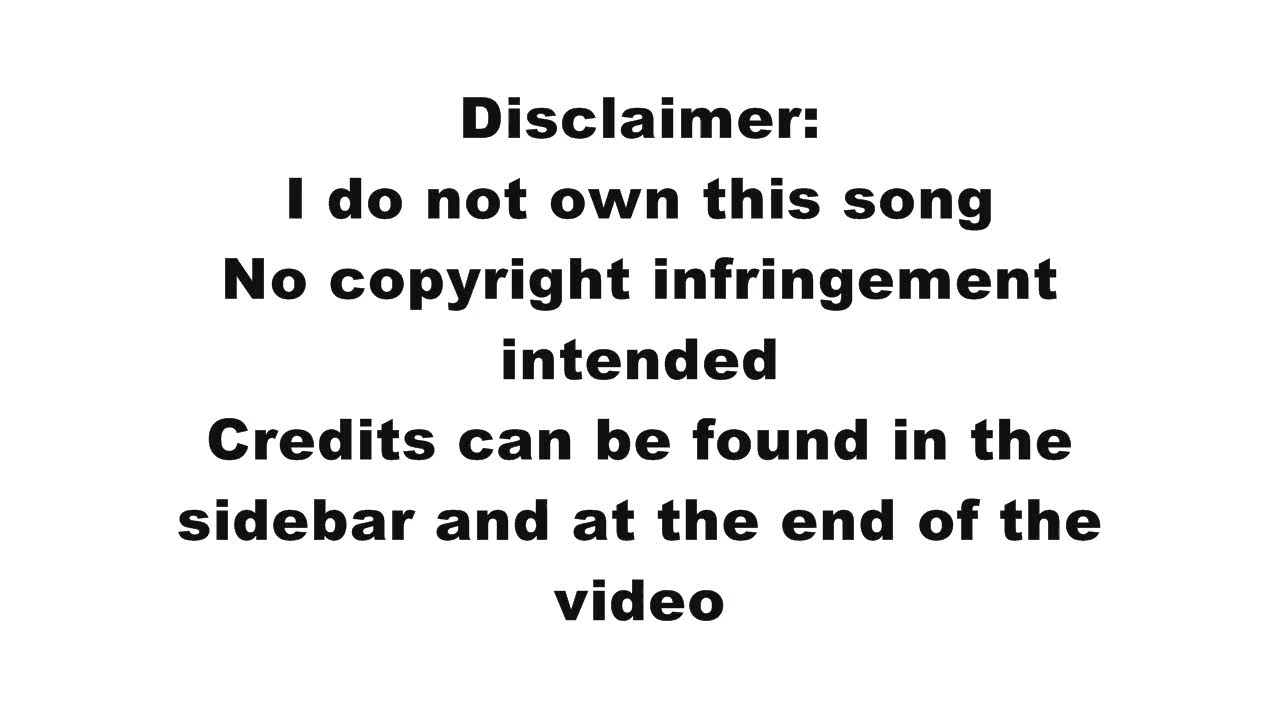 Disclaimer:
I do not own this song
No copyright infringement
intended
Credits can be found in the
sidebar and at the end of the
video